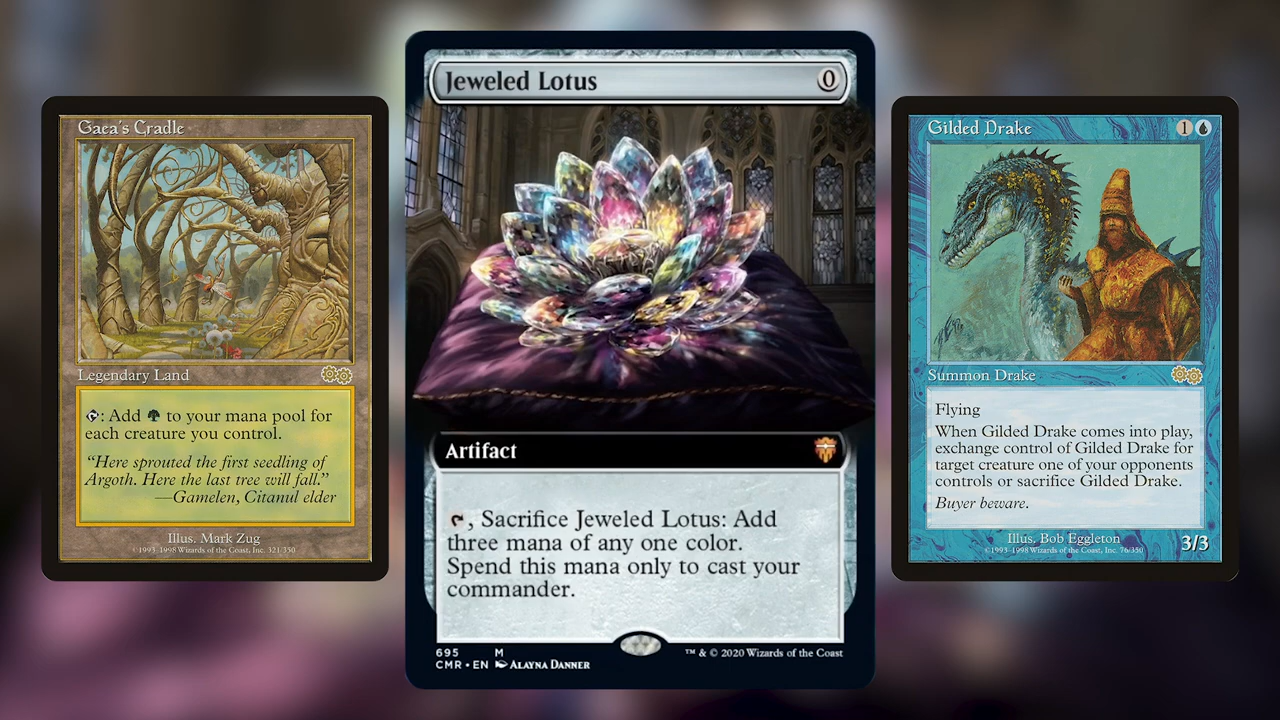 Gaea's Cradle
Legendary Land
: Add to your mana pool for
each creature you control.
“Here sprouted the first seedling of
Argoth. Here the last tree will fall.”
—Gamelen, Citanul elder
Illus. Mark Zug
©1993-1998 Wizards of the Coast, Inc. 321/350
Jeweled Lotus 0
Artifact
, Sacrifice Jeweled Lotus: Add
three mana of any one color.
Spend this mana only to cast your
commander.
695 M
CMR • EN Alayna Danner
™ & © 2020 Wizards of the Coast
Gilded Drake 1
Summon Drake
Flying
When Gilded Drake comes into play,
exchange control of Gilded Drake for
target creature one of your opponents
controls or sacrifice Gilded Drake.
Buyer beware.
Illus. Bob Eggleton
©1993-1998 Wizards of the Coast, Inc. 76/350
3/3